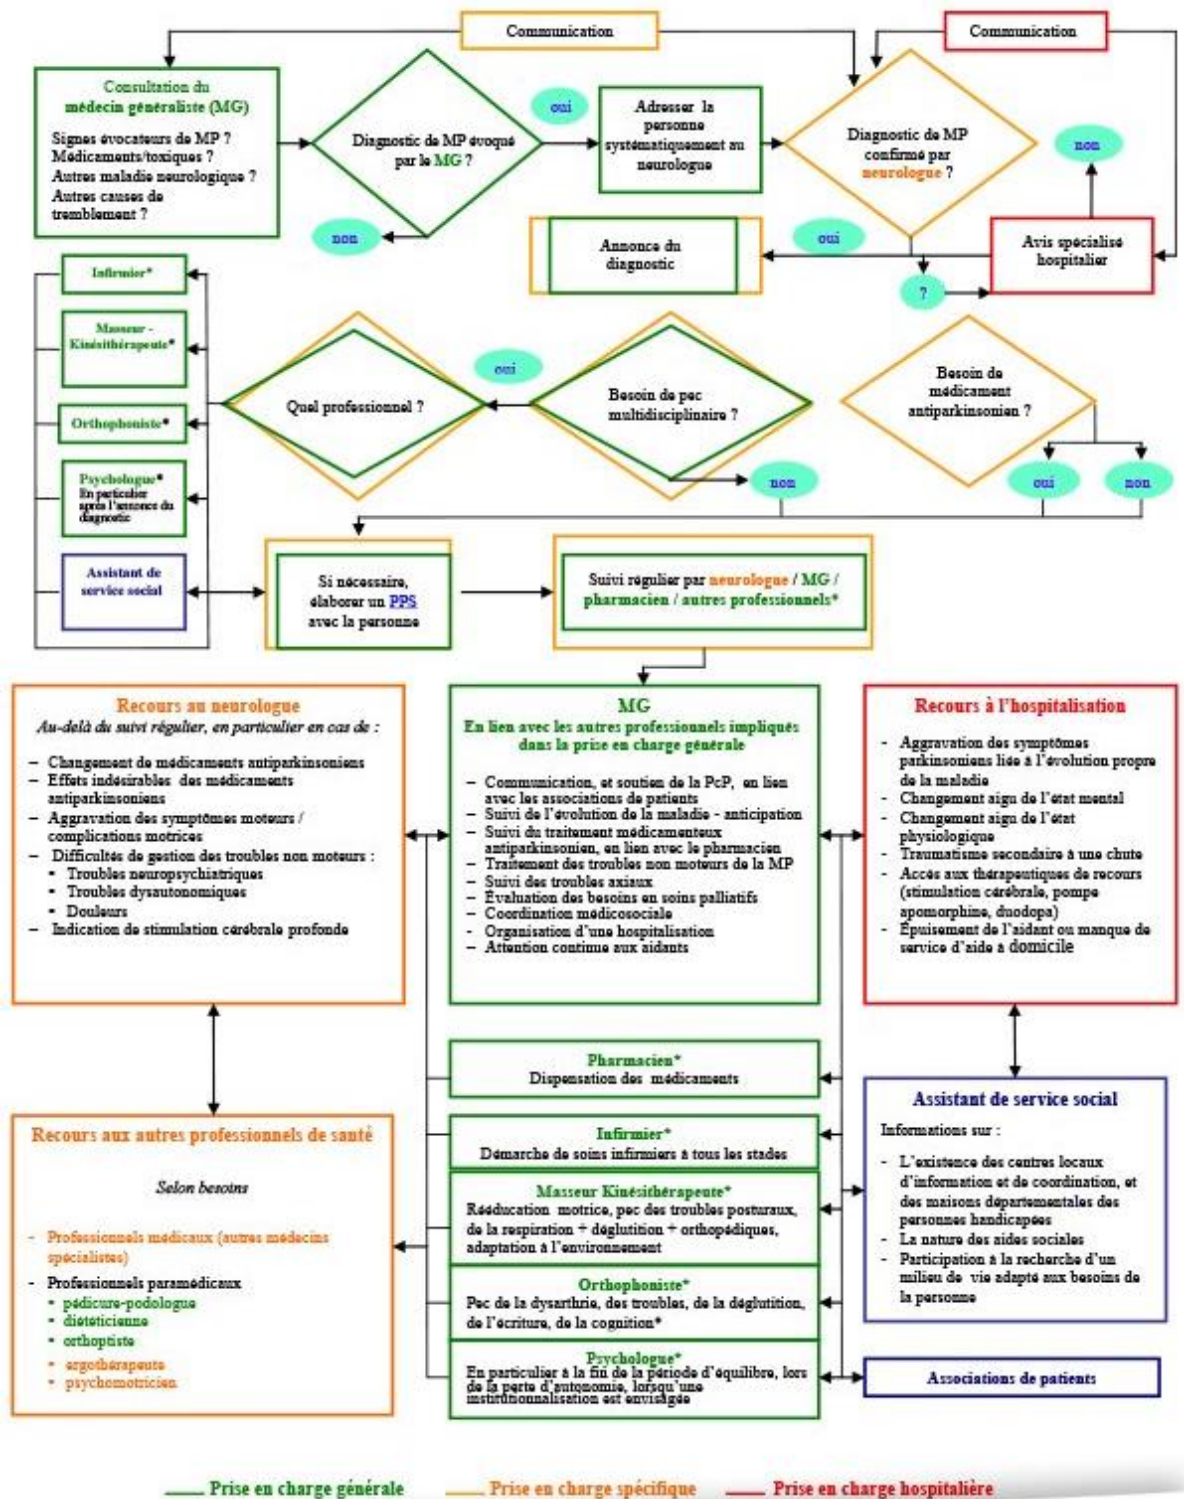 Communication
Communication
Consultation du
médecin généraliste (MG)
Signes évocateurs de MP ?
Médicaments/toxiques ?
Autres maladie neurologique ?
Autres causes de
tremblement ?
Diagnostic de MP évoqué
par le MG ?
oui
non
Adresser la
personne
systématiquement au
neurologue
Diagnostic de MP
confirmé par
neurologue ?
non
oui
?
Avis spécialisé
hospitalier
Annonce du
diagnostic
Infirmier*
Masseur -
Kinésithérapeute*
Orthophoniste*
Psychologue*
En particulier
après l'annonce du
diagnostic
Assistant de
service social
Quel professionnel ?
oui
Besoin de pec
multidisciplinaire ?
non
Besoin de
médicament
antiparkinsonien ?
oui
non
Si nécessaire,
élaborer un PPS
avec la personne
Suivi régulier par neurologue / MG /
pharmacien / autres professionnels*
Recours au neurologue
Au-delà du suivi régulier, en particulier en cas de :
– Changement de médicaments antiparkinsoniens
– Effets indésirables des médicaments
antiparkinsoniens
– Aggravation des symptômes moteurs /
complications motrices
– Difficultés de gestion des troubles non moteurs :
▪ Troubles neuropsychiatriques
▪ Troubles dysautonomiques
▪ Douleurs
– Indication de stimulation cérébrale profonde
MG
En lien avec les autres professionnels impliqués
dans la prise en charge générale
– Communication, et soutien de la PcP, en lien
avec les associations de patients
– Suivi de l'évolution de la maladie - anticipation
– Suivi du traitement médicamenteux
antiparkinsonien, en lien avec le pharmacien
– Traitement des troubles non moteurs de la MP
– Suivi des troubles axiaux
– Évaluation des besoins en soins palliatifs
– Coordination médicosociale
- Organisation d'une hospitalisation
– Attention continue aux aidants
Recours à l'hospitalisation
- Aggravation des symptômes
parkinsoniens liée à l'évolution propre
de la maladie
- Changement aigu de l'état mental
- Changement aigu de l'état
physiologique
- Traumatisme secondaire à une chute
- Accès aux thérapeutiques de recours
(stimulation cérébrale, pompe
apomorphine, duodopa)
- Épuisement de l'aidant ou manque de
service d'aide à domicile
Pharmacien*
Dispensation des médicaments
Infirmier*
Démarche de soins infirmiers à tous les stades
Masseur Kinésithérapeute*
Rééducation motrice, pec des troubles posturaux,
de la respiration + déglutition + orthopédiques,
adaptation à l'environnement
Orthophoniste*
Pec de la dysarthrie, des troubles, de la déglutition,
de l'écriture, de la cognition*
Psychologue*
En particulier à la fin de la période d'équilibre, lors
de la perte d'autonomie, lorsqu'une
institutionnalisation est envisagée
Recours aux autres professionnels de santé
Selon besoins
- Professionnels médicaux (autres médecins
spécialistes)
- Professionnels paramédicaux
▪ pédicure-podologue
▪ diététicienne
▪ orthoptiste
▪ ergothérapeute
▪ psychomotricien
Assistant de service social
Informations sur :
- L'existence des centres locaux
d'information et de coordination, et
des maisons départementales des
personnes handicapées
- La nature des aides sociales
- Participation à la recherche d'un
milieu de vie adapté aux besoins de
la personne
Associations de patients
Prise en charge générale
Prise en charge spécifique
Prise en charge hospitalière